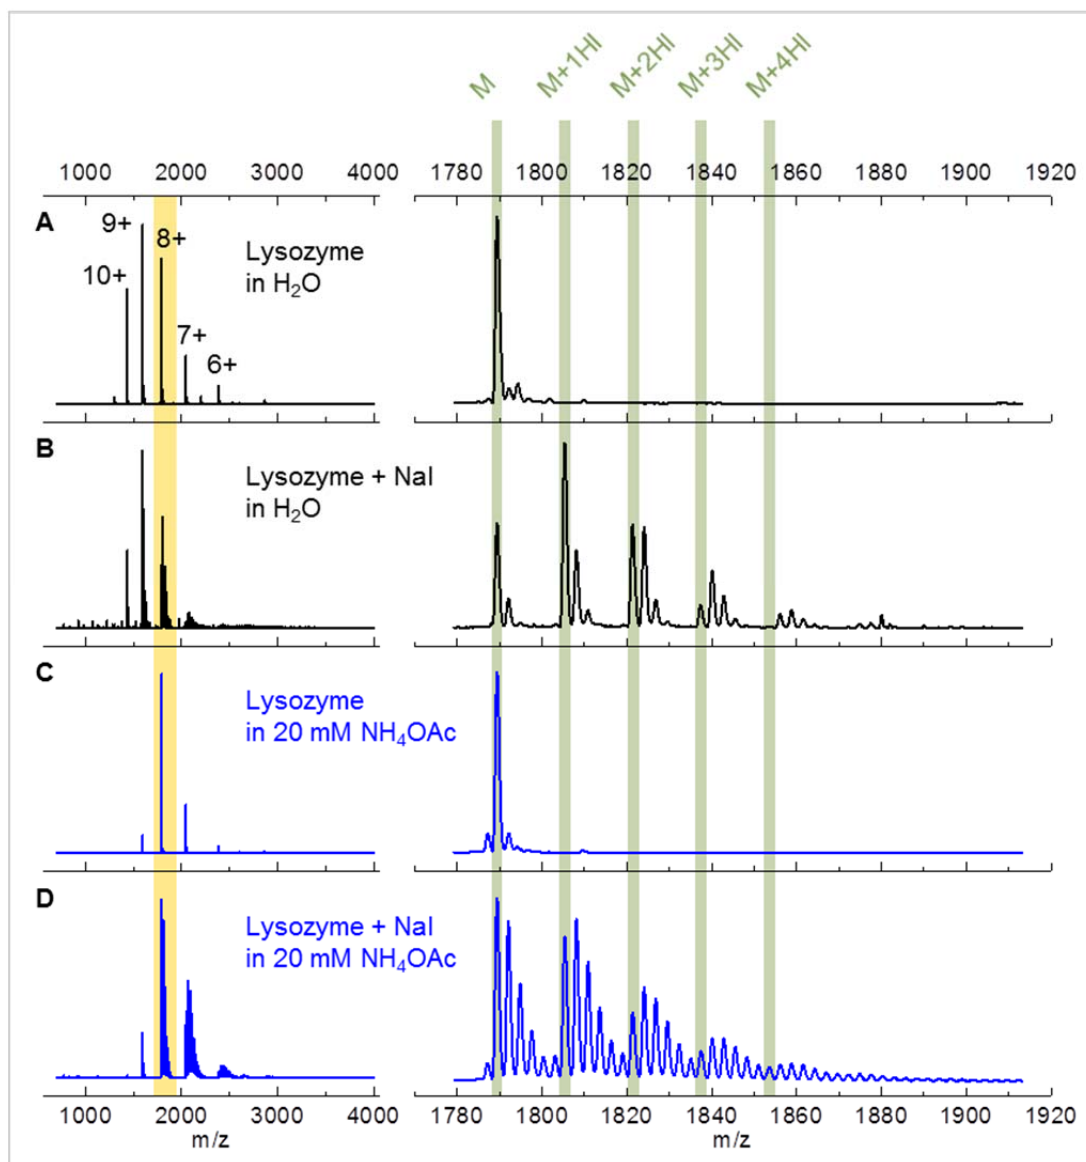 M M+1HI M+2HI M+3HI M+4HI
1000 2000 3000 4000 1780 1800 1820 1840 1860 1880 1900 1920
A
9+
8+
10+
7+
6+
Lysozyme
in H₂O
B
Lysozyme + NaI
in H₂O
C
Lysozyme
in 20 mM NH₄OAc
D
Lysozyme + NaI
in 20 mM NH₄OAc
1000 2000 3000 4000 1780 1800 1820 1840 1860 1880 1900 1920
m/z m/z